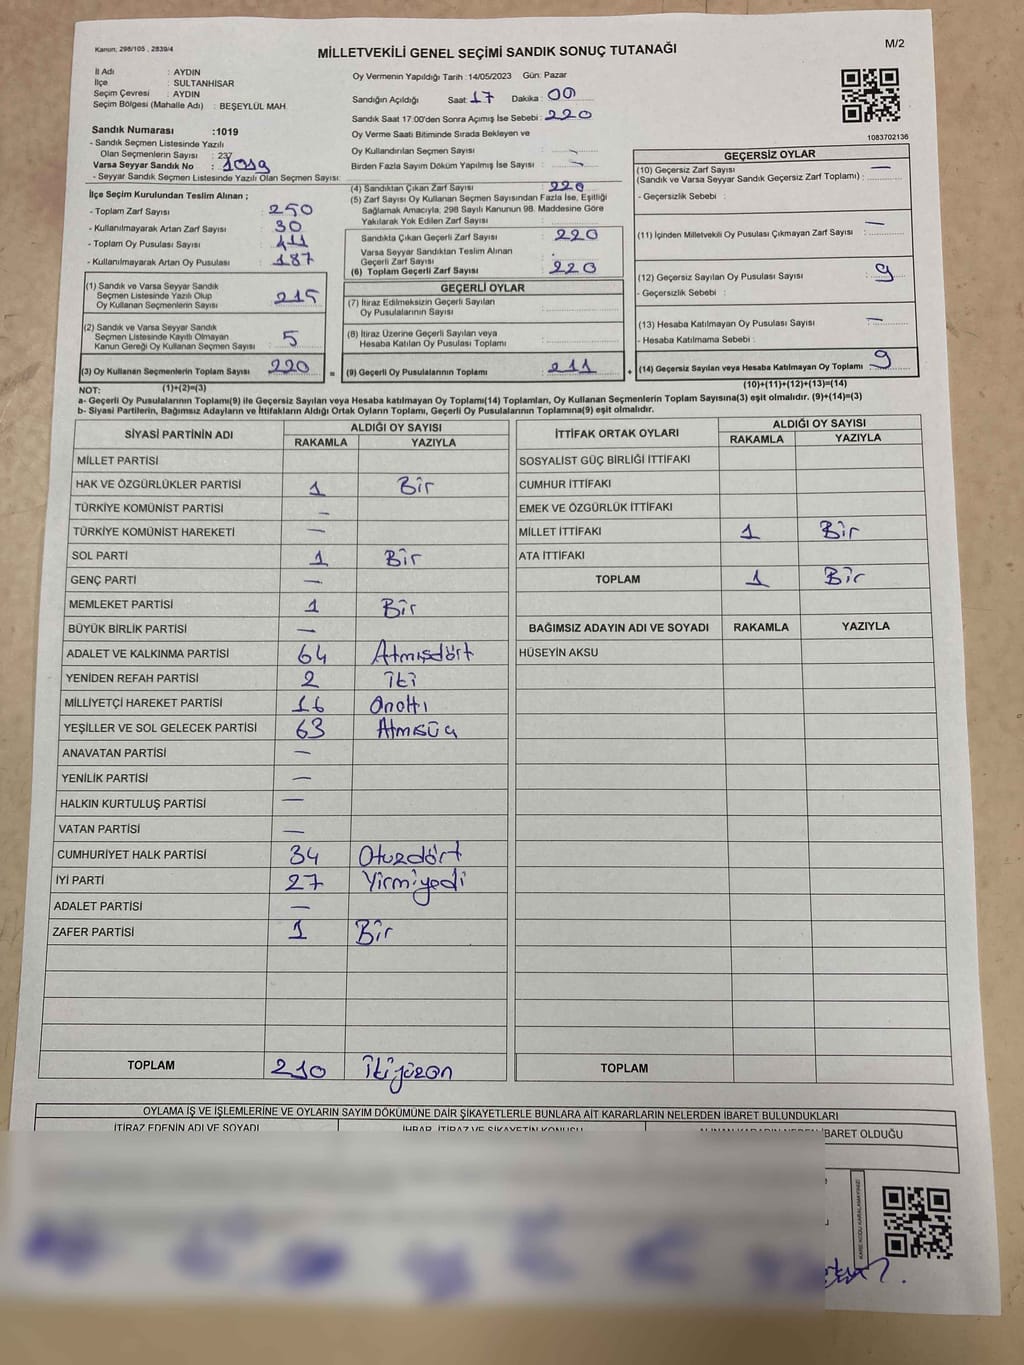 Kanun; 298/105 , 2839/4
MİLLETVEKİLİ GENEL SEÇİMİ SANDIK SONUÇ TUTANAĞI
M/2
İl Adı : AYDIN
İlçe : SULTANHİSAR
Seçim Çevresi : AYDIN
Seçim Bölgesi (Mahalle Adı) : BEŞEYLÜL MAH.
Sandık Numarası :1019
- Sandık Seçmen Listesinde Yazılı
Olan Seçmenlerin Sayısı : 237
Varsa Seyyar Sandık No : 1019
- Seyyar Sandık Seçmen Listesinde Yazılı Olan Seçmen Sayısı:
İlçe Seçim Kurulundan Teslim Alınan ;
- Toplam Zarf Sayısı : 250
- Kullanılmayarak Artan Zarf Sayısı : 30
- Toplam Oy Pusulası Sayısı : 411
- Kullanılmayarak Artan Oy Pusulası : 187
(1) Sandık ve Varsa Seyyar Sandık
Seçmen Listesinde Yazılı Olup
Oy Kullanan Seçmenlerin Sayısı : 215
(2) Sandık ve Varsa Seyyar Sandık
Seçmen Listesinde Kayıtlı Olmayan
Kanun Gereği Oy Kullanan Seçmen Sayısı : 5
(3) Oy Kullanan Seçmenlerin Toplam Sayısı : 220
(1)+(2)=(3)
Oy Vermenin Yapıldığı Tarih : 14/05/2023 Gün: Pazar
Sandığın Açıldığı Saat: 17 Dakika : 00
Sandık Saat 17:00'den Sonra Açımış İse Sebebi : 220
Oy Verme Saati Bitiminde Sırada Bekleyen ve
Oy Kullandırılan Seçmen Sayısı : —
Birden Fazla Sayım Döküm Yapılmış İse Sayısı : —
(4) Sandıktan Çıkan Zarf Sayısı : 220
(5) Zarf Sayısı Oy Kullanan Seçmen Sayısından Fazla İse, Eşitliği
Sağlamak Amacıyla, 298 Sayılı Kanunun 98. Maddesine Göre
Yakılarak Yok Edilen Zarf Sayısı :
Sandıkta Çıkan Geçerli Zarf Sayısı : 220
Varsa Seyyar Sandıktan Teslim Alınan
Geçerli Zarf Sayısı :
(6) Toplam Geçerli Zarf Sayısı : 220
GEÇERLİ OYLAR
(7) İtiraz Edilmeksizin Geçerli Sayılan
Oy Pusulalarının Sayısı :
(8) İtiraz Üzerine Geçerli Sayılan veya
Hesaba Katılan Oy Pusulası Toplamı :
= (9) Geçerli Oy Pusulalarının Toplamı : 211 +
1083702136
GEÇERSİZ OYLAR
(10) Geçersiz Zarf Sayısı —
(Sandık ve Varsa Seyyar Sandık Geçersiz Zarf Toplamı) :
- Geçersizlik Sebebi :
(11) İçinden Milletvekili Oy Pusulası Çıkmayan Zarf Sayısı : —
(12) Geçersiz Sayılan Oy Pusulası Sayısı : 9
- Geçersizlik Sebebi :
(13) Hesaba Katılmayan Oy Pusulası Sayısı : —
- Hesaba Katılmama Sebebi :
(14) Geçersiz Sayılan veya Hesaba Katılmayan Oy Toplamı : 9
(10)+(11)+(12)+(13)=(14)
NOT:
a- Geçerli Oy Pusulalarının Toplamı(9) ile Geçersiz Sayılan veya Hesaba katılmayan Oy Toplamı(14) Toplamları, Oy Kullanan Seçmenlerin Toplam Sayısına(3) eşit olmalıdır. (9)+(14)=(3)
b- Siyasi Partilerin, Bağımsız Adayların ve İttifakların Aldığı Ortak Oyların Toplamı, Geçerli Oy Pusulalarının Toplamına(9) eşit olmalıdır.
SİYASİ PARTİNİN ADI ALDIĞI OY SAYISI
RAKAMLA YAZIYLA
MİLLET PARTİSİ
HAK VE ÖZGÜRLÜKLER PARTİSİ 1 Bir
TÜRKİYE KOMÜNİST PARTİSİ —
TÜRKİYE KOMÜNİST HAREKETİ —
SOL PARTİ 1 Bir
GENÇ PARTİ —
MEMLEKET PARTİSİ 1 Bir
BÜYÜK BİRLİK PARTİSİ —
ADALET VE KALKINMA PARTİSİ 64 Atmışdört
YENİDEN REFAH PARTİSİ 2 iki
MİLLİYETÇİ HAREKET PARTİSİ 16 Onaltı
YEŞİLLER VE SOL GELECEK PARTİSİ 63 Atmısüç
ANAVATAN PARTİSİ —
YENİLİK PARTİSİ —
HALKIN KURTULUŞ PARTİSİ —
VATAN PARTİSİ —
CUMHURİYET HALK PARTİSİ 34 Otuzdört
İYİ PARTİ 27 Yirmiyedi
ADALET PARTİSİ —
ZAFER PARTİSİ 1 Bir
TOPLAM 210 İkiyüzon
İTTİFAK ORTAK OYLARI ALDIĞI OY SAYISI
RAKAMLA YAZIYLA
SOSYALİST GÜÇ BİRLİĞİ İTTİFAKI
CUMHUR İTTİFAKI
EMEK VE ÖZGÜRLÜK İTTİFAKI
MİLLET İTTİFAKI 1 Bir
ATA İTTİFAKI
TOPLAM 1 Bir
BAĞIMSIZ ADAYIN ADI VE SOYADI RAKAMLA YAZIYLA
HÜSEYİN AKSU
TOPLAM
OYLAMA İŞ VE İŞLEMLERİNE VE OYLARIN SAYIM DÖKÜMÜNE DAİR ŞİKAYETLERLE BUNLARA AİT KARARLARIN NELERDEN İBARET BULUNDUKLARI
İTİRAZ EDENİN ADI VE SOYADI İHBAR, İTİRAZ VE ŞİKAYETİN KONUSU ALINAN KARARIN NEDEN İBARET OLDUĞU
KARE KODU KARALAMAYINIZ!